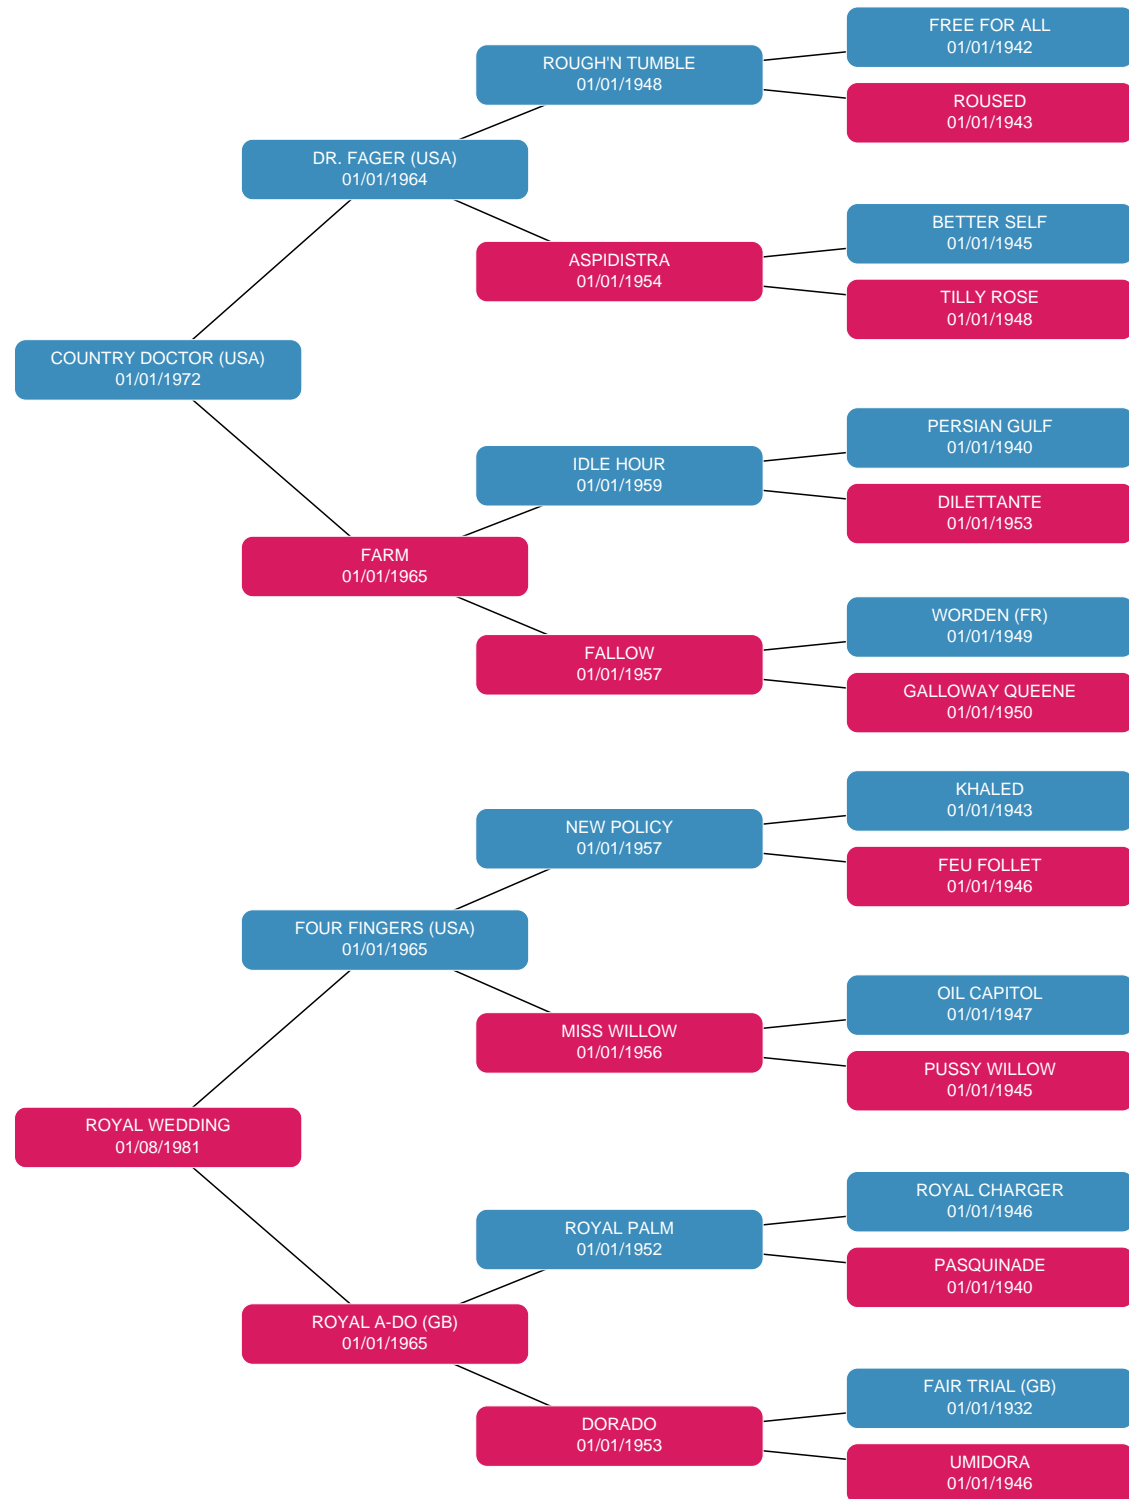 FREE FOR ALL
01/01/1942
ROUGH'N TUMBLE
01/01/1948
ROUSED
01/01/1943
DR. FAGER (USA)
01/01/1964
BETTER SELF
01/01/1945
ASPIDISTRA
01/01/1954
TILLY ROSE
01/01/1948
COUNTRY DOCTOR (USA)
01/01/1972
PERSIAN GULF
01/01/1940
IDLE HOUR
01/01/1959
DILETTANTE
01/01/1953
FARM
01/01/1965
WORDEN (FR)
01/01/1949
FALLOW
01/01/1957
GALLOWAY QUEENE
01/01/1950
KHALED
01/01/1943
NEW POLICY
01/01/1957
FEU FOLLET
01/01/1946
FOUR FINGERS (USA)
01/01/1965
OIL CAPITOL
01/01/1947
MISS WILLOW
01/01/1956
PUSSY WILLOW
01/01/1945
ROYAL WEDDING
01/08/1981
ROYAL CHARGER
01/01/1946
ROYAL PALM
01/01/1952
PASQUINADE
01/01/1940
ROYAL A-DO (GB)
01/01/1965
FAIR TRIAL (GB)
01/01/1932
DORADO
01/01/1953
UMIDORA
01/01/1946